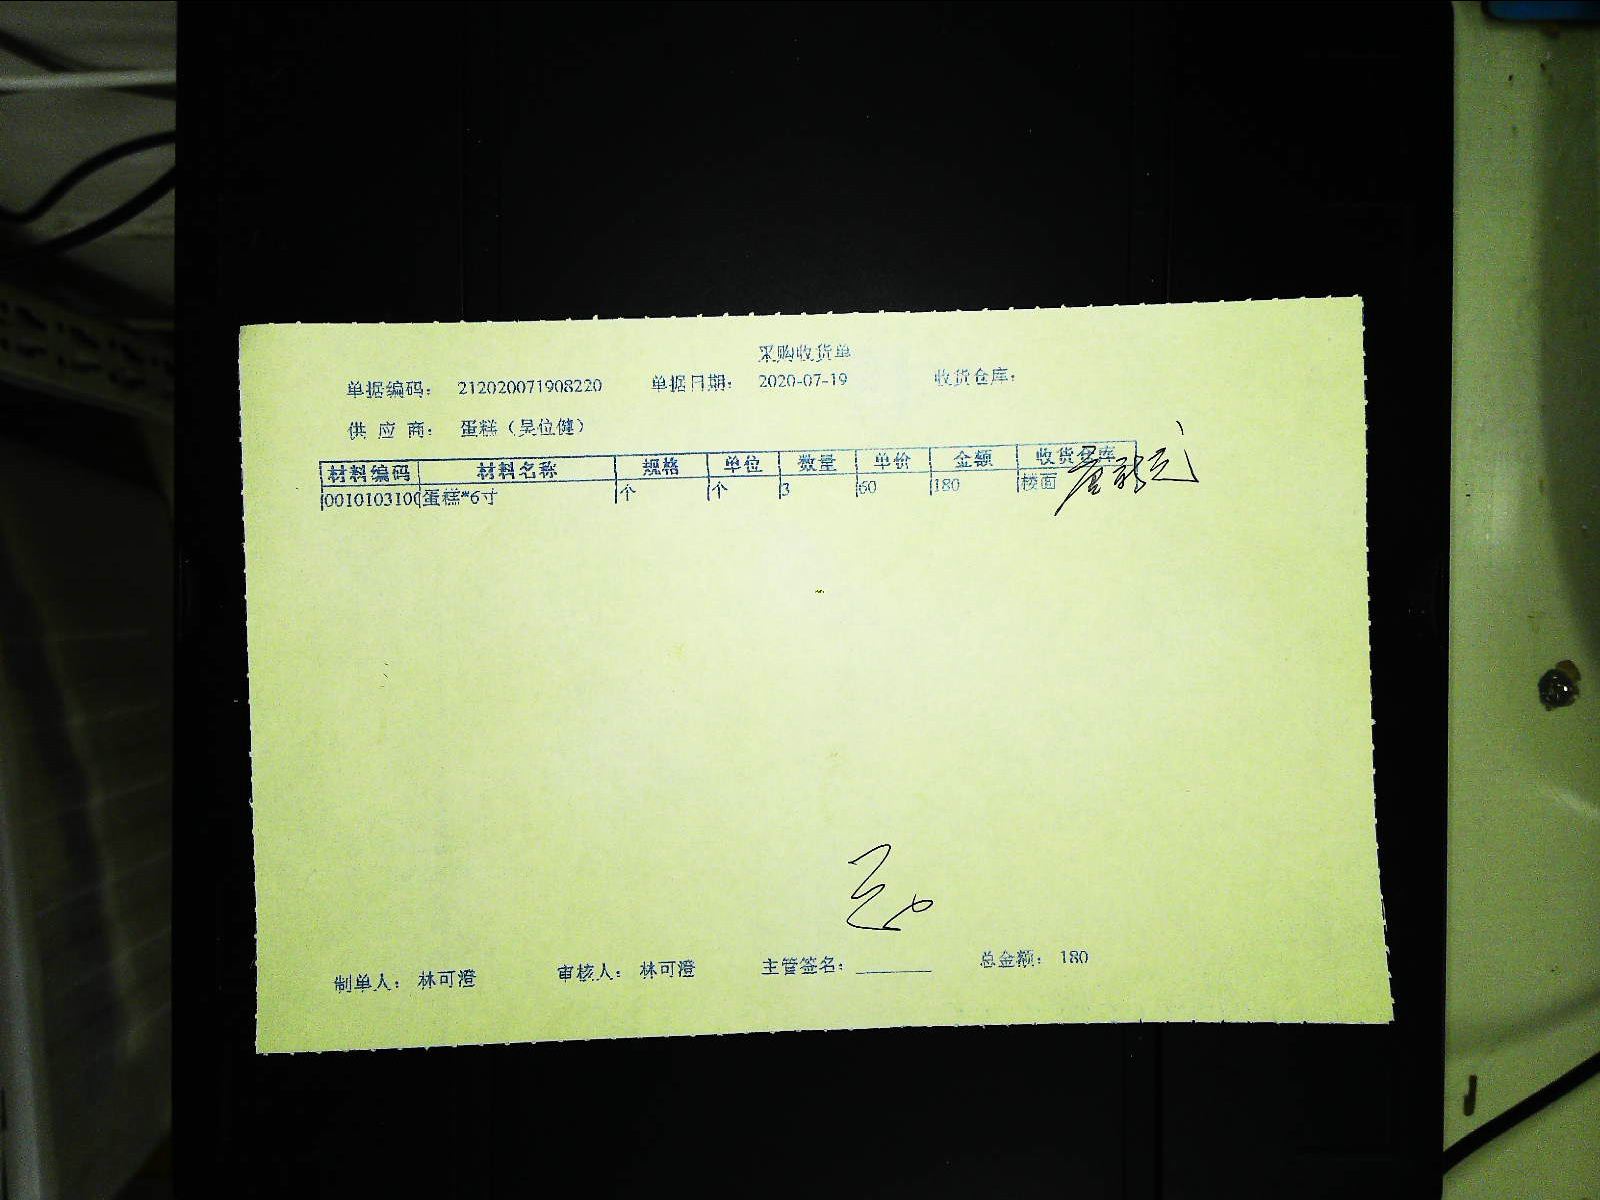 采购收货单
单据编码： 212020071908220 单据日期： 2020-07-19 收货仓库：
供 应 商： 蛋糕（吴位健）
材料编码 材料名称 规格 单位 数量 单价 金额 收货仓库
0010103100 蛋糕*6寸 个 个 3 60 180 楼面
制单人： 林可澄 审核人： 林可澄 主管签名：________ 总金额： 180